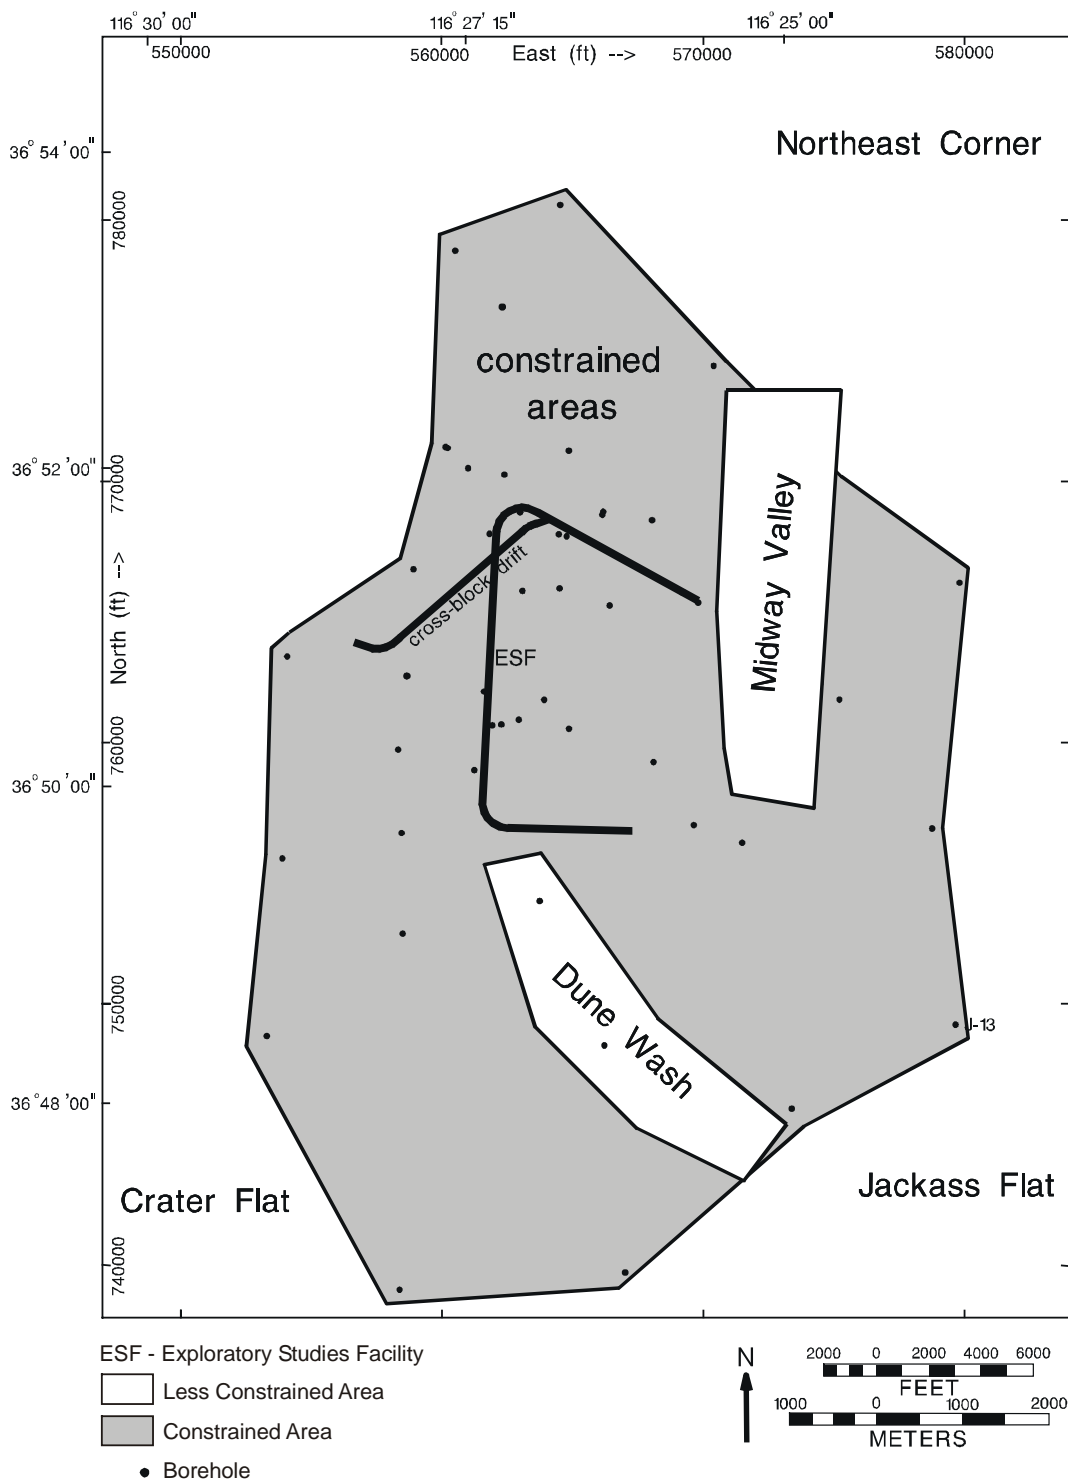 116° 30' 00" 116° 27' 15" 116° 25' 00"
550000 560000 East (ft) --> 570000 580000
Northeast Corner
36° 54' 00"
780000
constrained
areas
36° 52' 00"
770000
Midway Valley
cross-block drift
North (ft) -->
ESF
760000
36° 50' 00"
Dune Wash
750000
J-13
36° 48' 00"
Crater Flat
Jackass Flat
740000
ESF - Exploratory Studies Facility
Less Constrained Area
Constrained Area
Borehole
N
2000 0 2000 4000 6000
FEET
1000 0 1000 2000
METERS